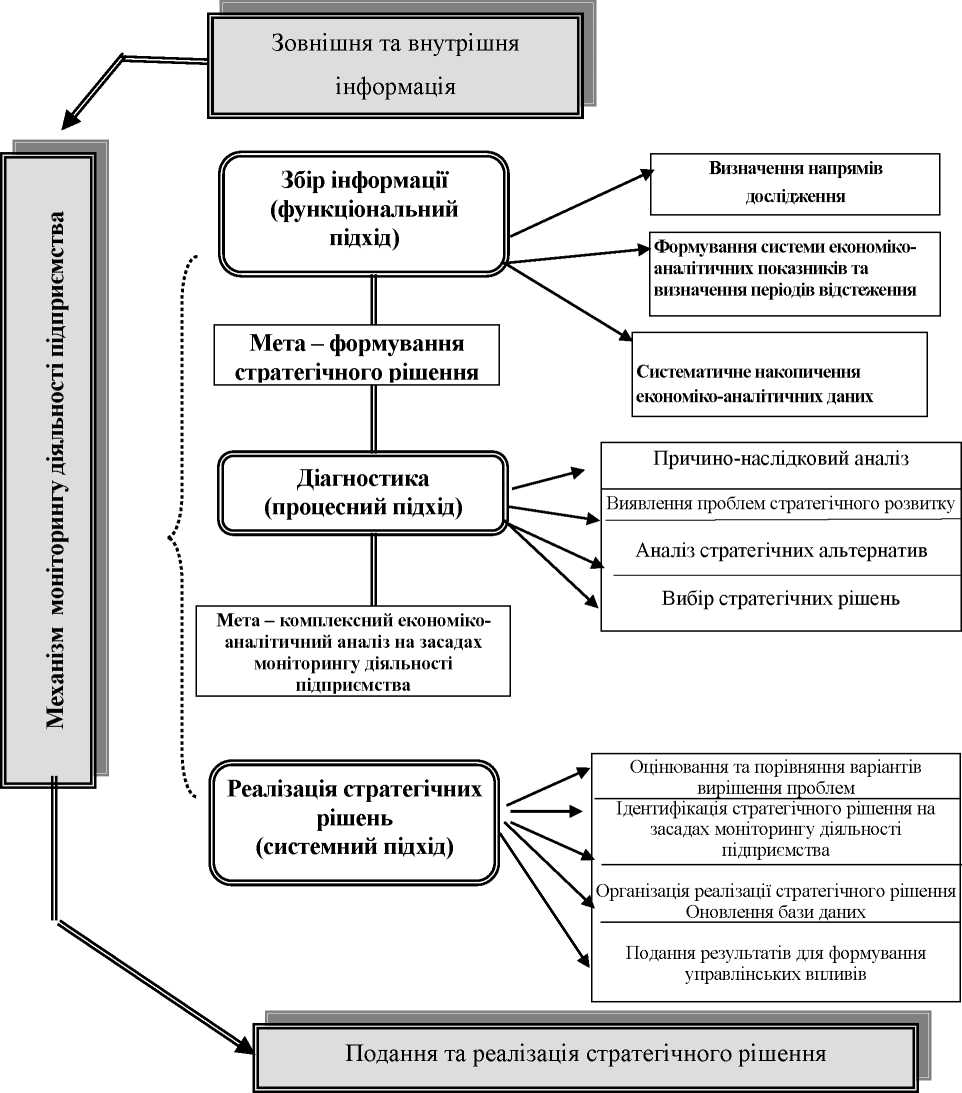 Зовнішня та внутрішня
інформація
Механізм моніторингу діяльності підприємства
Збір інформації
(функціональний
підхід)
Визначення напрямів
дослідження
Формування системи економіко-
аналітичних показників та
визначення періодів відстеження
Систематичне накопичення
економіко-аналітичних даних
Мета – формування
стратегічного рішення
Діагностика
(процесний підхід)
Причино-наслідковий аналіз
Виявлення проблем стратегічного розвитку
Аналіз стратегічних альтернатив
Вибір стратегічних рішень
Мета – комплексний економіко-
аналітичний аналіз на засадах
моніторингу діяльності
підприємства
Реалізація стратегічних
рішень
(системний підхід)
Оцінювання та порівняння варіантів
вирішення проблем
Ідентифікація стратегічного рішення на
засадах моніторингу діяльності
підприємства
Організація реалізації стратегічного рішення
Оновлення бази даних
Подання результатів для формування
управлінських впливів
Подання та реалізація стратегічного рішення